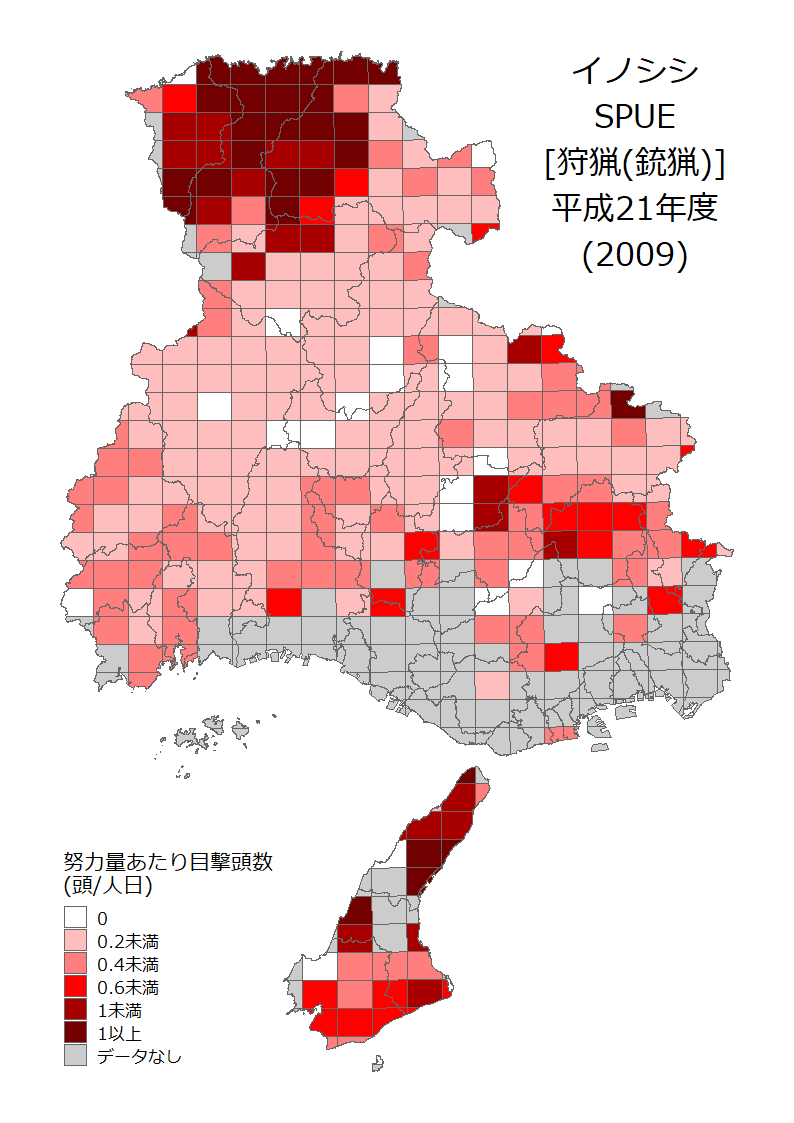 イノシシ
SPUE
[狩猟(銃猟)]
平成21年度
(2009)
努力量あたり目撃頭数
(頭/人日)
0
0.2未満
0.4未満
0.6未満
1未満
1以上
データなし